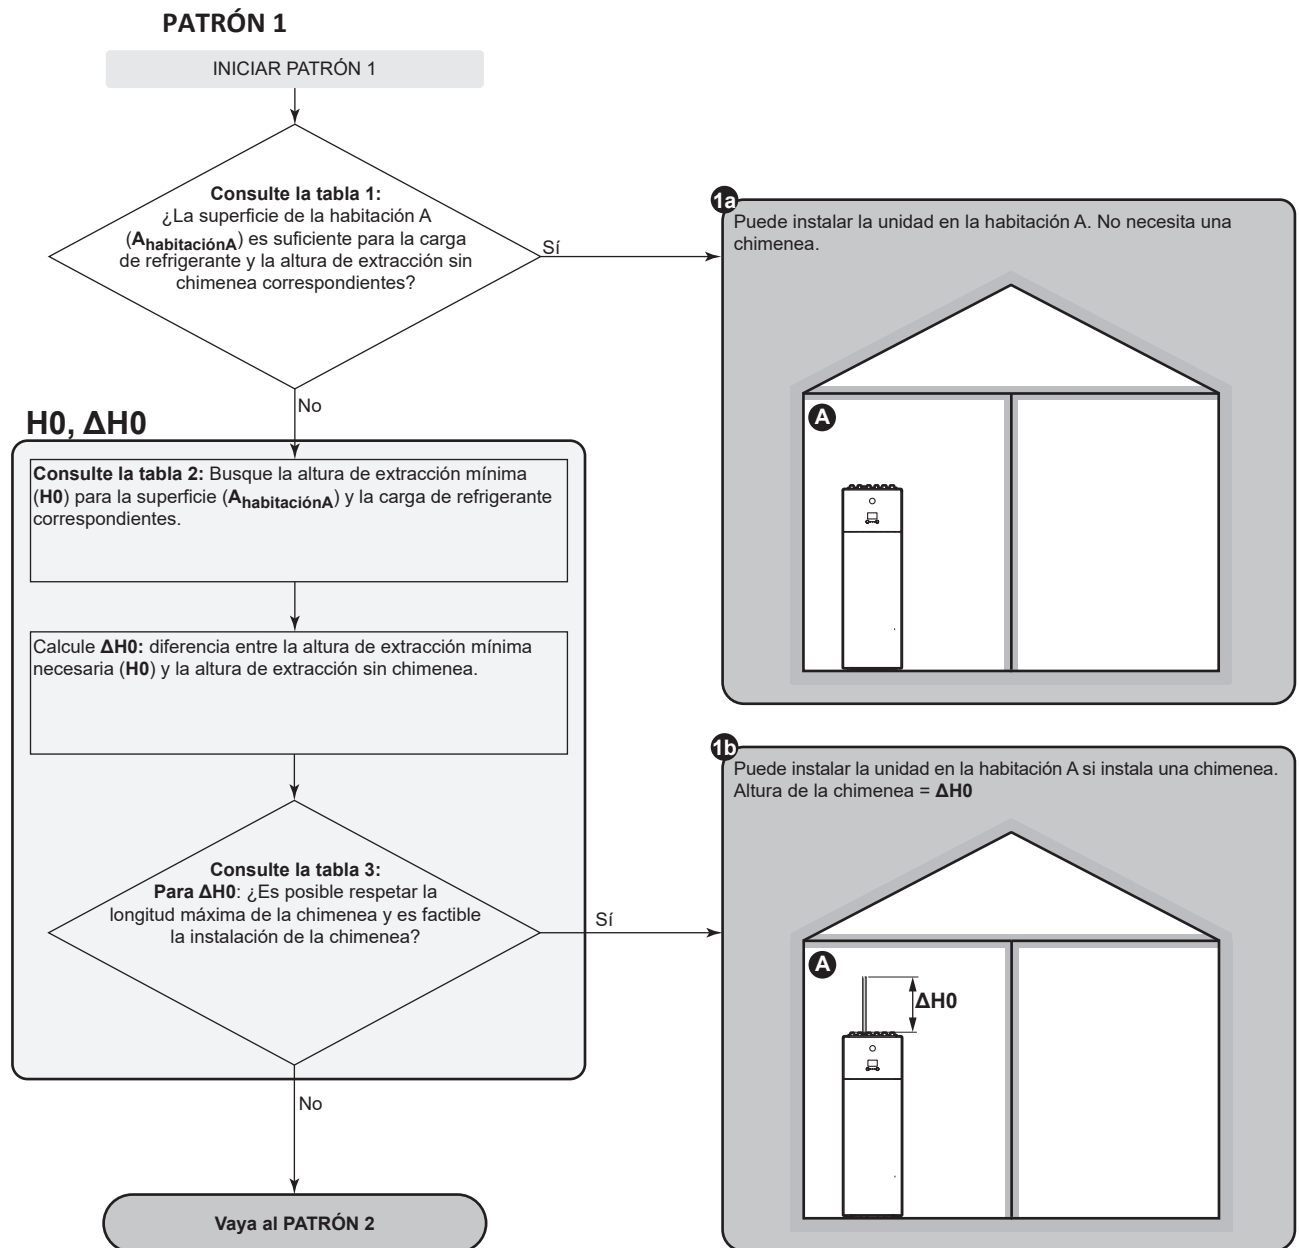 PATRÓN 1
INICIAR PATRÓN 1
Consulte la tabla 1:
¿La superficie de la habitación A
(AhabitaciónA) es suficiente para la carga
de refrigerante y la altura de extracción sin
chimenea correspondientes?
Sí
1a
Puede instalar la unidad en la habitación A. No necesita una
chimenea.
A
No
H0, ΔH0
Consulte la tabla 2: Busque la altura de extracción mínima
(H0) para la superficie (AhabitaciónA) y la carga de refrigerante
correspondientes.
Calcule ΔH0: diferencia entre la altura de extracción mínima
necesaria (H0) y la altura de extracción sin chimenea.
Consulte la tabla 3:
Para ΔH0: ¿Es posible respetar la
longitud máxima de la chimenea y es factible
la instalación de la chimenea?
Sí
1b
Puede instalar la unidad en la habitación A si instala una chimenea.
Altura de la chimenea = ΔH0
A
ΔH0
No
Vaya al PATRÓN 2